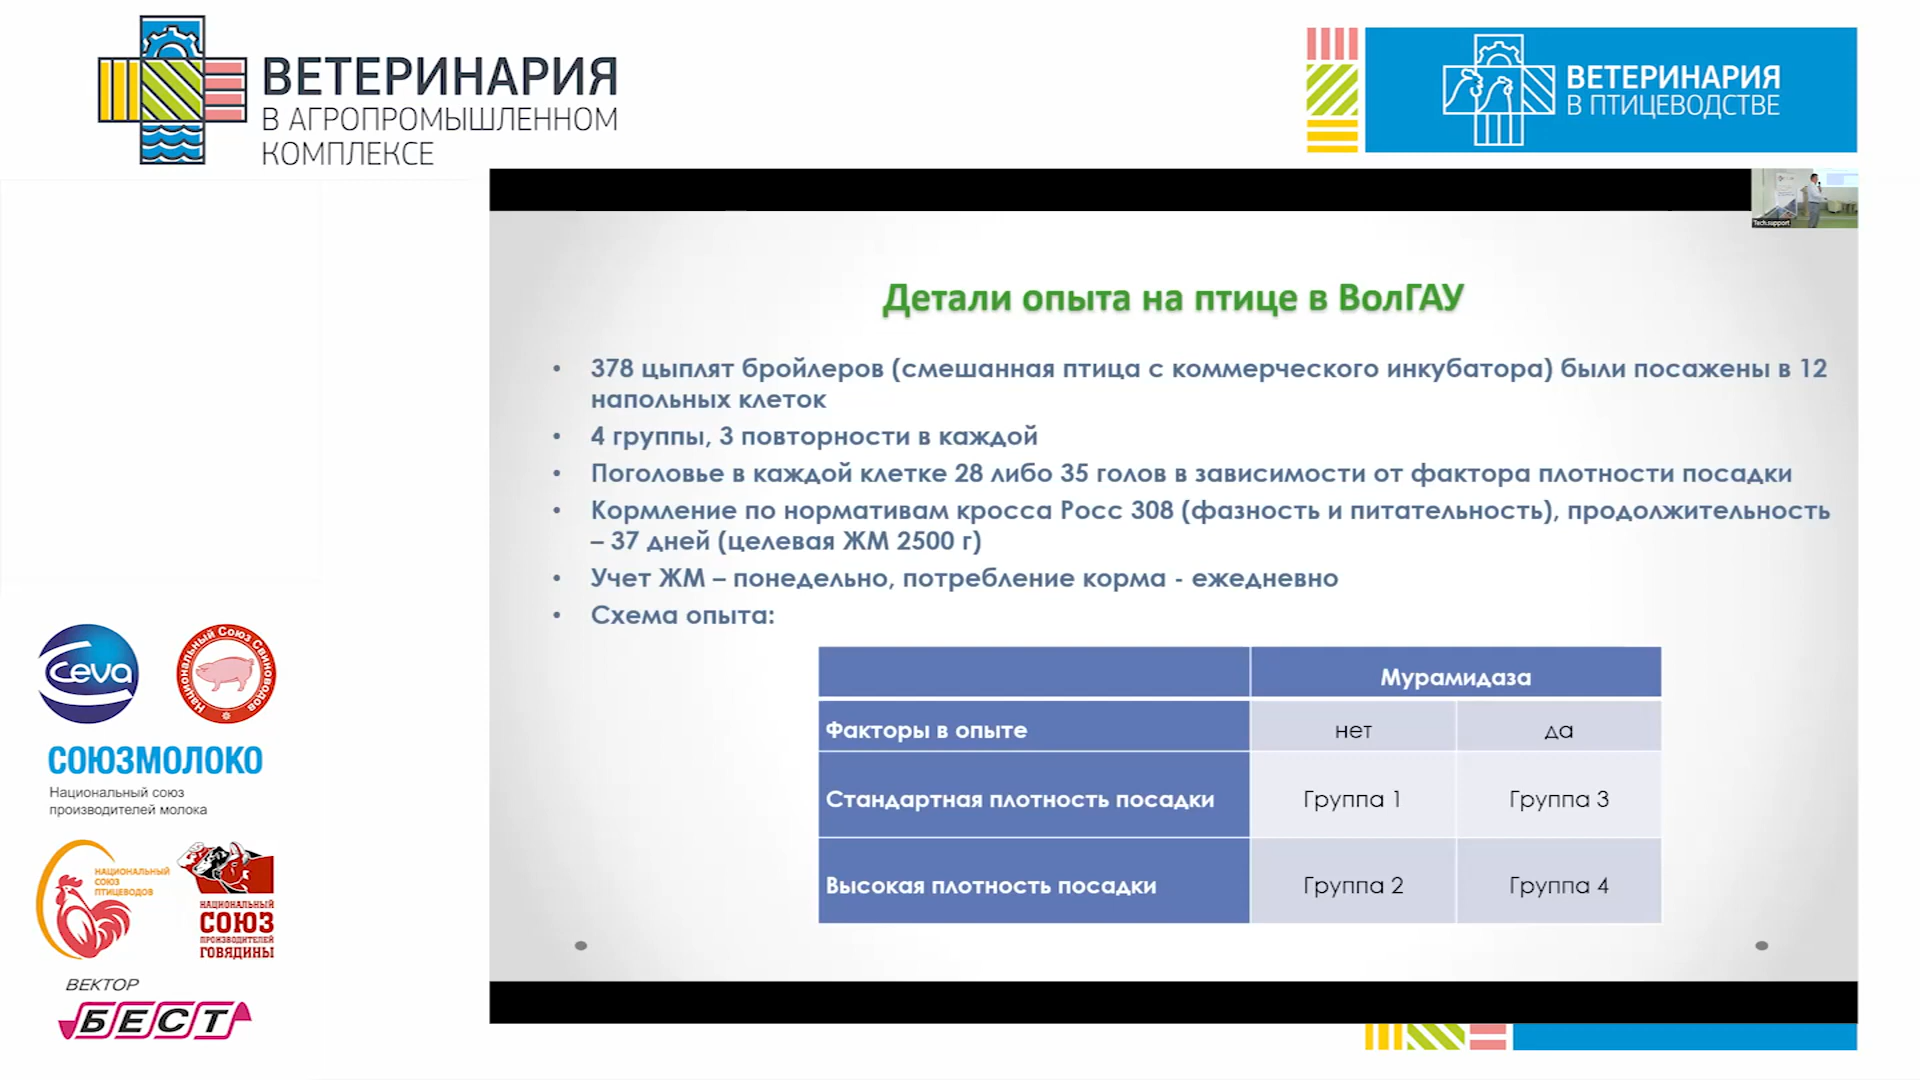 ВЕТЕРИНАРИЯ
В АГРОПРОМЫШЛЕННОМ
КОМПЛЕКСЕ
ВЕТЕРИНАРИЯ
В ПТИЦЕВОДСТВЕ
Tech.support
Детали опыта на птице в ВолГАУ
• 378 цыплят бройлеров (смешанная птица с коммерческого инкубатора) были посажены в 12
напольных клеток
• 4 группы, 3 повторности в каждой
• Поголовье в каждой клетке 28 либо 35 голов в зависимости от фактора плотности посадки
• Кормление по нормативам кросса Росс 308 (фазность и питательность), продолжительность
– 37 дней (целевая ЖМ 2500 г)
• Учет ЖМ – понедельно, потребление корма - ежедневно
• Схема опыта:
Мурамидаза
Факторы в опыте нет да
Стандартная плотность посадки Группа 1 Группа 3
Высокая плотность посадки Группа 2 Группа 4
Ceva
Национальный Союз Свиноводов
СОЮЗМОЛОКО
Национальный союз
производителей молока
НАЦИОНАЛЬНЫЙ
СОЮЗ
ПТИЦЕВОДОВ
НАЦИОНАЛЬНЫЙ
СОЮЗ
ПРОИЗВОДИТЕЛЕЙ
ГОВЯДИНЫ
ВЕКТОР
БЕСТ